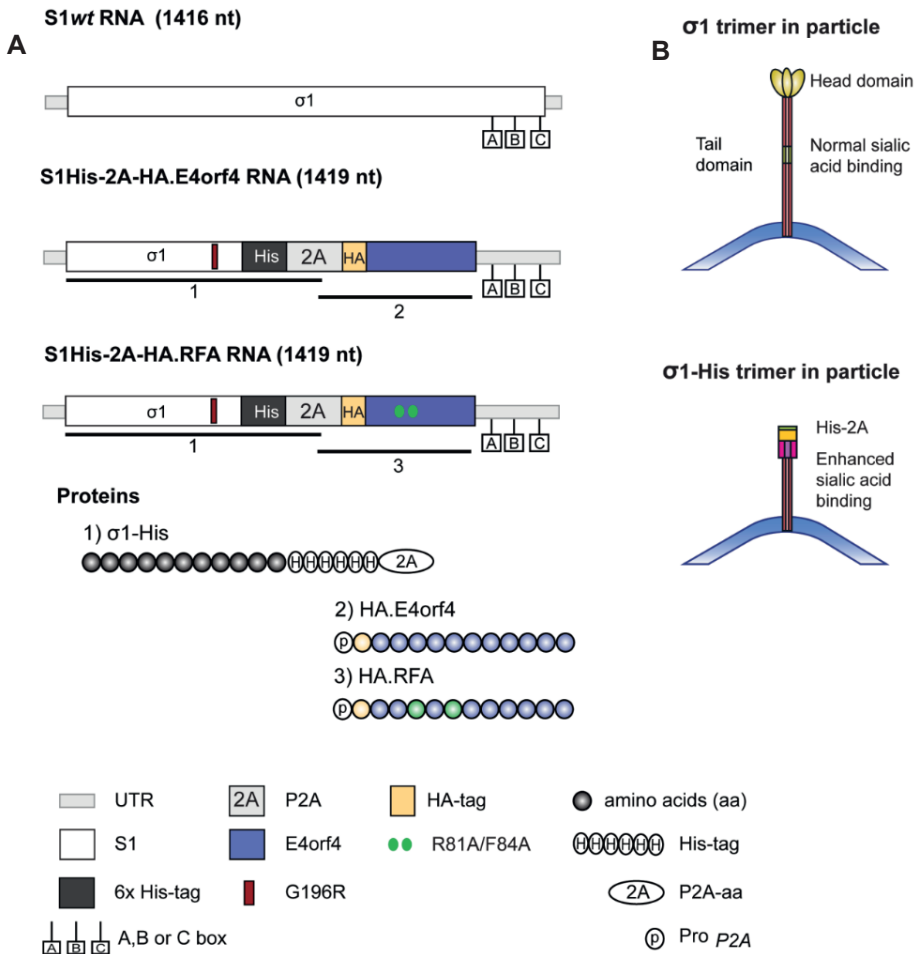 S1wt RNA (1416 nt)
A
σ1
A B C
S1His-2A-HA.E4orf4 RNA (1419 nt)
σ1 His 2A HA
A B C
1
2
S1His-2A-HA.RFA RNA (1419 nt)
σ1 His 2A HA
A B C
1
3
Proteins
1) σ1-His
HHHHHH 2A
2) HA.E4orf4
p
3) HA.RFA
p
σ1 trimer in particle
B
Head domain
Tail
domain
Normal sialic
acid binding
σ1-His trimer in particle
His-2A
Enhanced
sialic acid
binding
UTR
2A P2A
HA-tag
amino acids (aa)
S1
E4orf4
R81A/F84A
HHHHHH His-tag
6x His-tag
G196R
2A P2A-aa
A B C A,B or C box
p Pro P2A